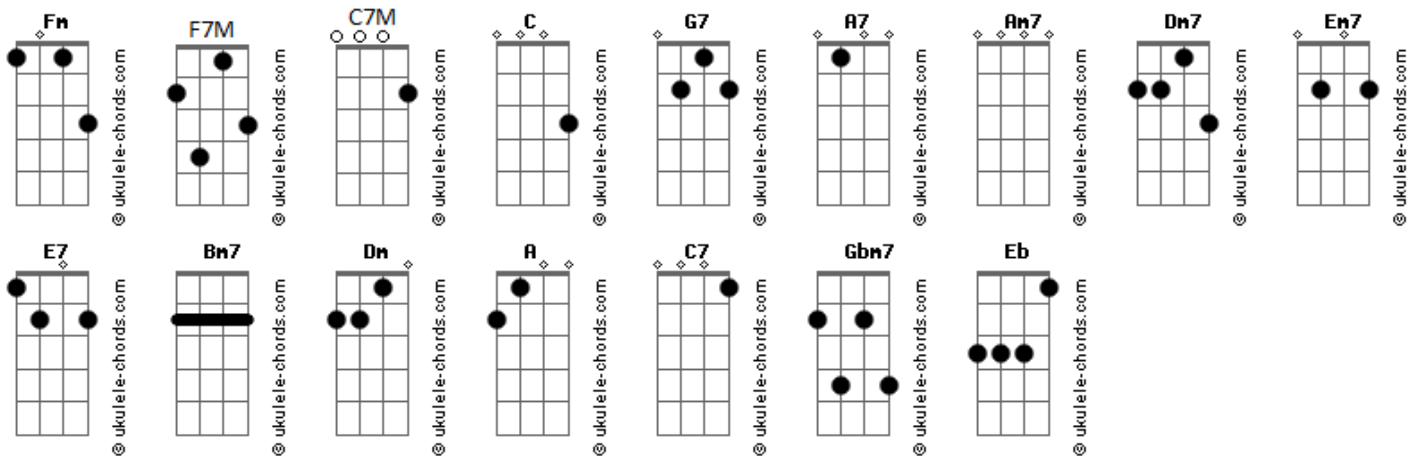 Fm F7M C7M C G7 A7 Am7 Dm7 Em7
© ukulele-chords.com © ukulele-chords.com © ukulele-chords.com © ukulele-chords.com © ukulele-chords.com © ukulele-chords.com © ukulele-chords.com © ukulele-chords.com © ukulele-chords.com
E7 Bm7 Dm A C7 Gbm7 Eb
© ukulele-chords.com © ukulele-chords.com © ukulele-chords.com © ukulele-chords.com © ukulele-chords.com © ukulele-chords.com © ukulele-chords.com